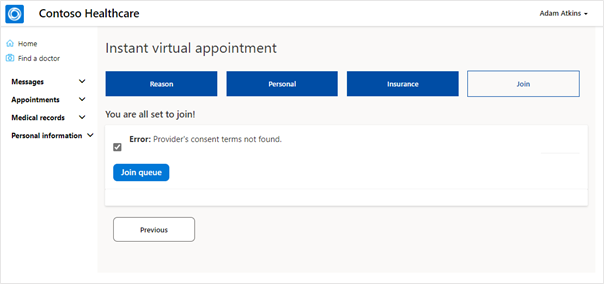 Contoso Healthcare
Adam Atkins
Home
Find a doctor
Messages
Appointments
Medical records
Personal information
Instant virtual appointment
Reason
Personal
Insurance
Join
You are all set to join!
Error: Provider's consent terms not found.
Join queue
Previous